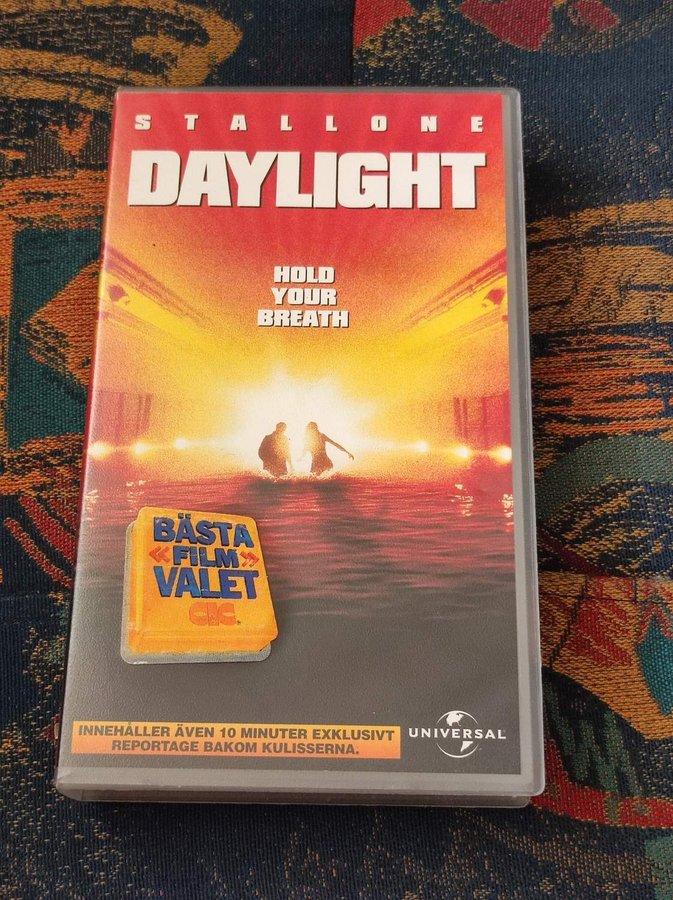 STALLONE
DAYLIGHT
HOLD
YOUR
BREATH
BÄSTA
«FILM»
VALET
CIC
INNEHÅLLER ÄVEN 10 MINUTER EXKLUSIVT
REPORTAGE BAKOM KULISSERNA.
UNIVERSAL